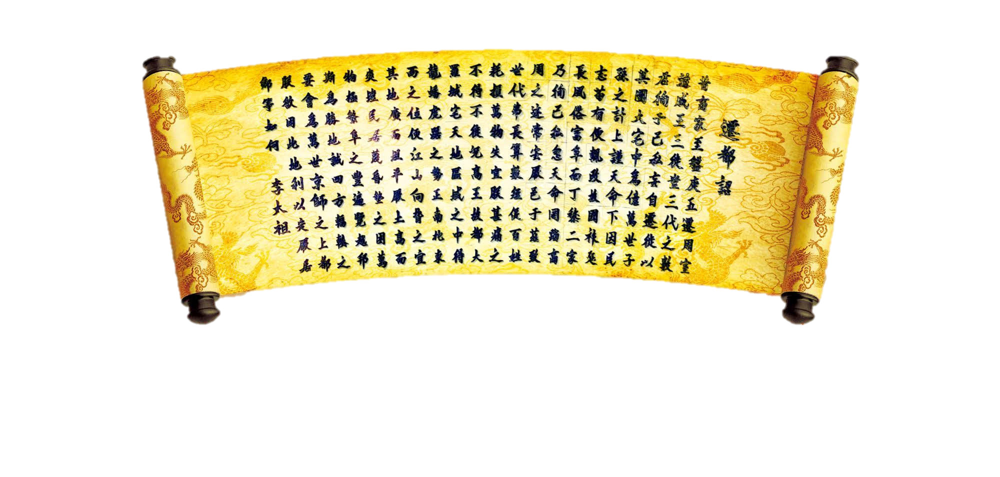 遷都詔
昔商家至盤庚五遷周室
逮成王三徙豈三代之數
君徇于己私妄自遷徙以
其圖大宅中爲億萬世子
孫之計上謹天命下因民
志苟有便輒改故國祚延
長風俗富阜而丁黎二家
乃徇己私忽天命罔蹈商
周之迹常安厥邑于茲致
世代弗長算數短促百姓
耗損萬物失宜朕甚痛之
不得不徙况高王故都大
羅城宅天地區域之中得
龍蟠虎踞之勢正南北東
西之位便江山向背之宜
其地廣而坦平厥土高而
爽塏民居蔑昏墊之困萬
物極繁阜之豐遍覽越邦
斯爲勝地誠四方輻輳之
要會爲萬世京師之上都
朕欲因此地利以定厥居
卿等如何
李太祖